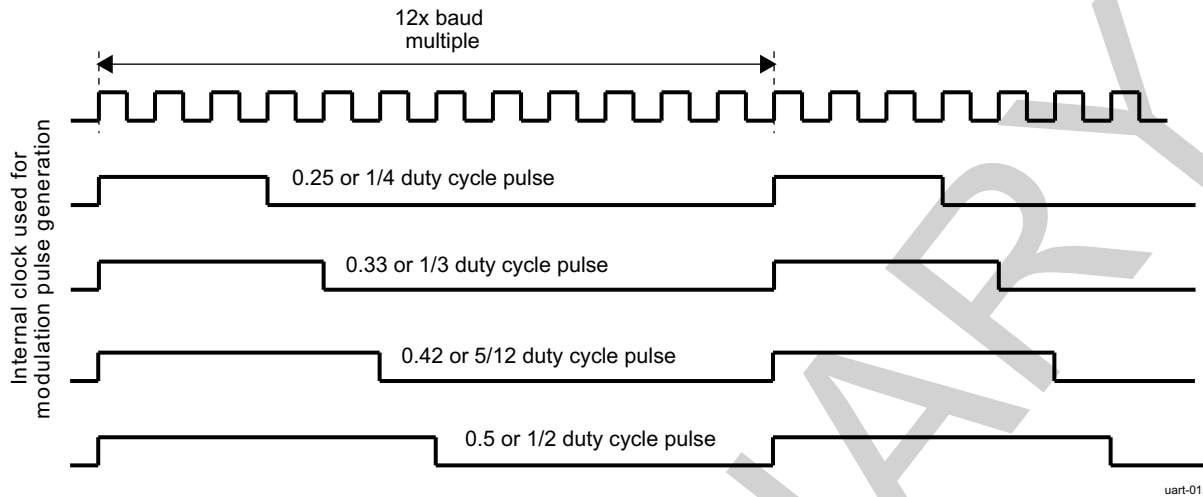 12x baud
multiple
Internal clock used for
modulation pulse generation
0.25 or 1/4 duty cycle pulse
0.33 or 1/3 duty cycle pulse
0.42 or 5/12 duty cycle pulse
0.5 or 1/2 duty cycle pulse
ARY